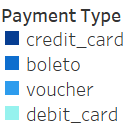 Payment Type
credit_card
boleto
voucher
debit_card